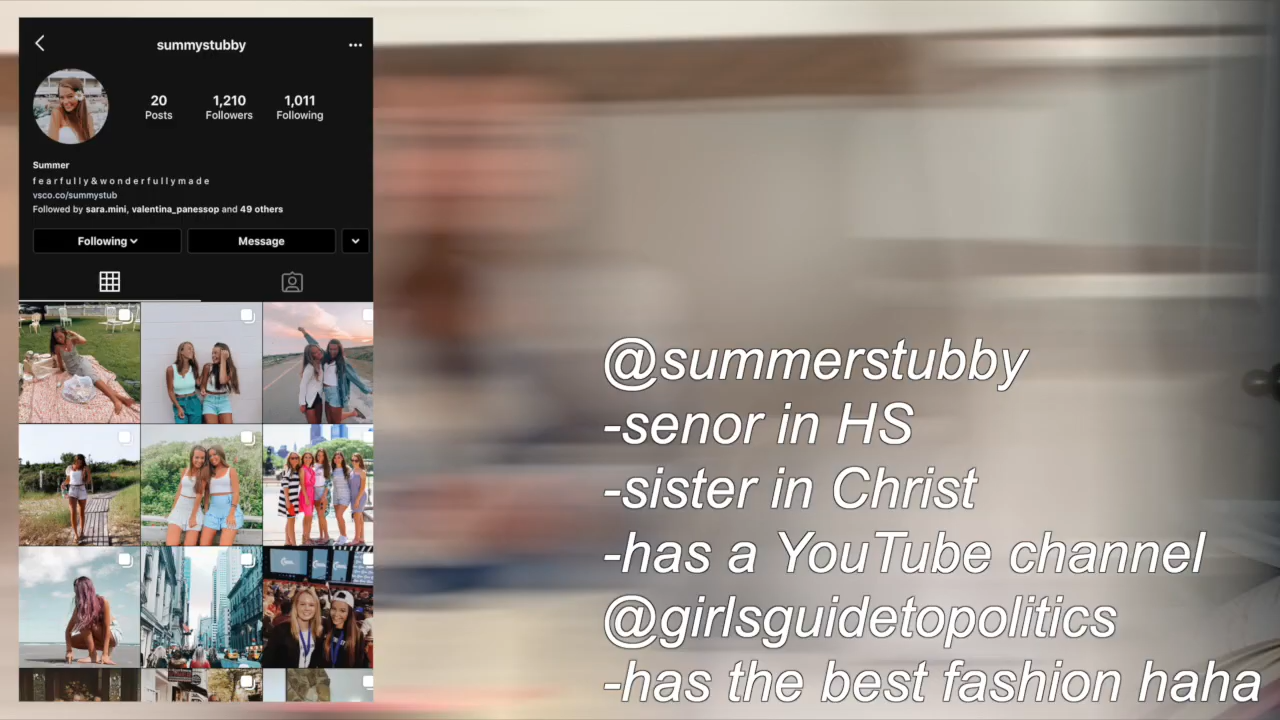 summystubby
20 1,210 1,011
Posts Followers Following
Summer
f e a r f u l l y & w o n d e r f u l l y m a d e
vsco.co/summystub
Followed by sara.mini, valentina_panessop and 49 others
Following Message
@summerstubby
-senor in HS
-sister in Christ
-has a YouTube channel
@girlsguidetopolitics
-has the best fashion haha